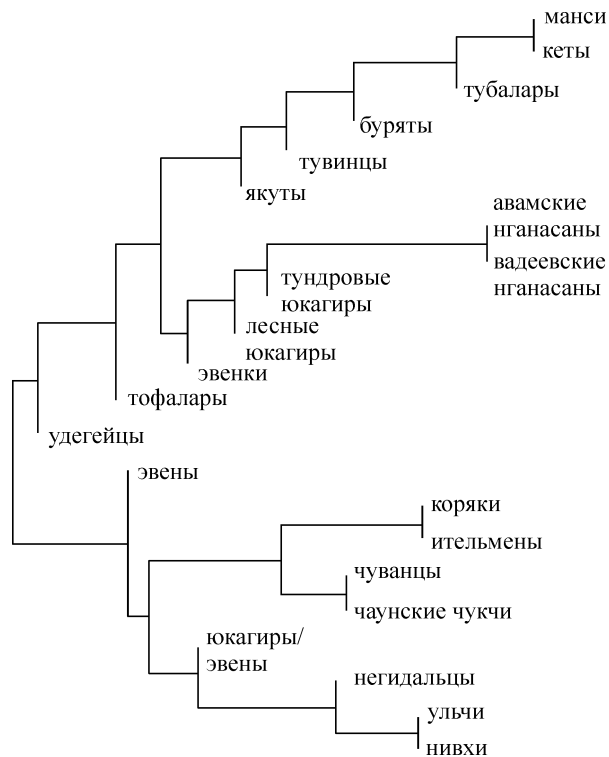 манси
кеты
тубалары
буряты
тувинцы
якуты
авамские
нганасаны
вадеевские
нганасаны
тундровые
юкагиры
лесные
юкагиры
эвенки
тофалары
удегейцы
эвены
коряки
ительмены
чуванцы
чаунские чукчи
юкагиры/
эвены
негидальцы
ульчи
нивхи